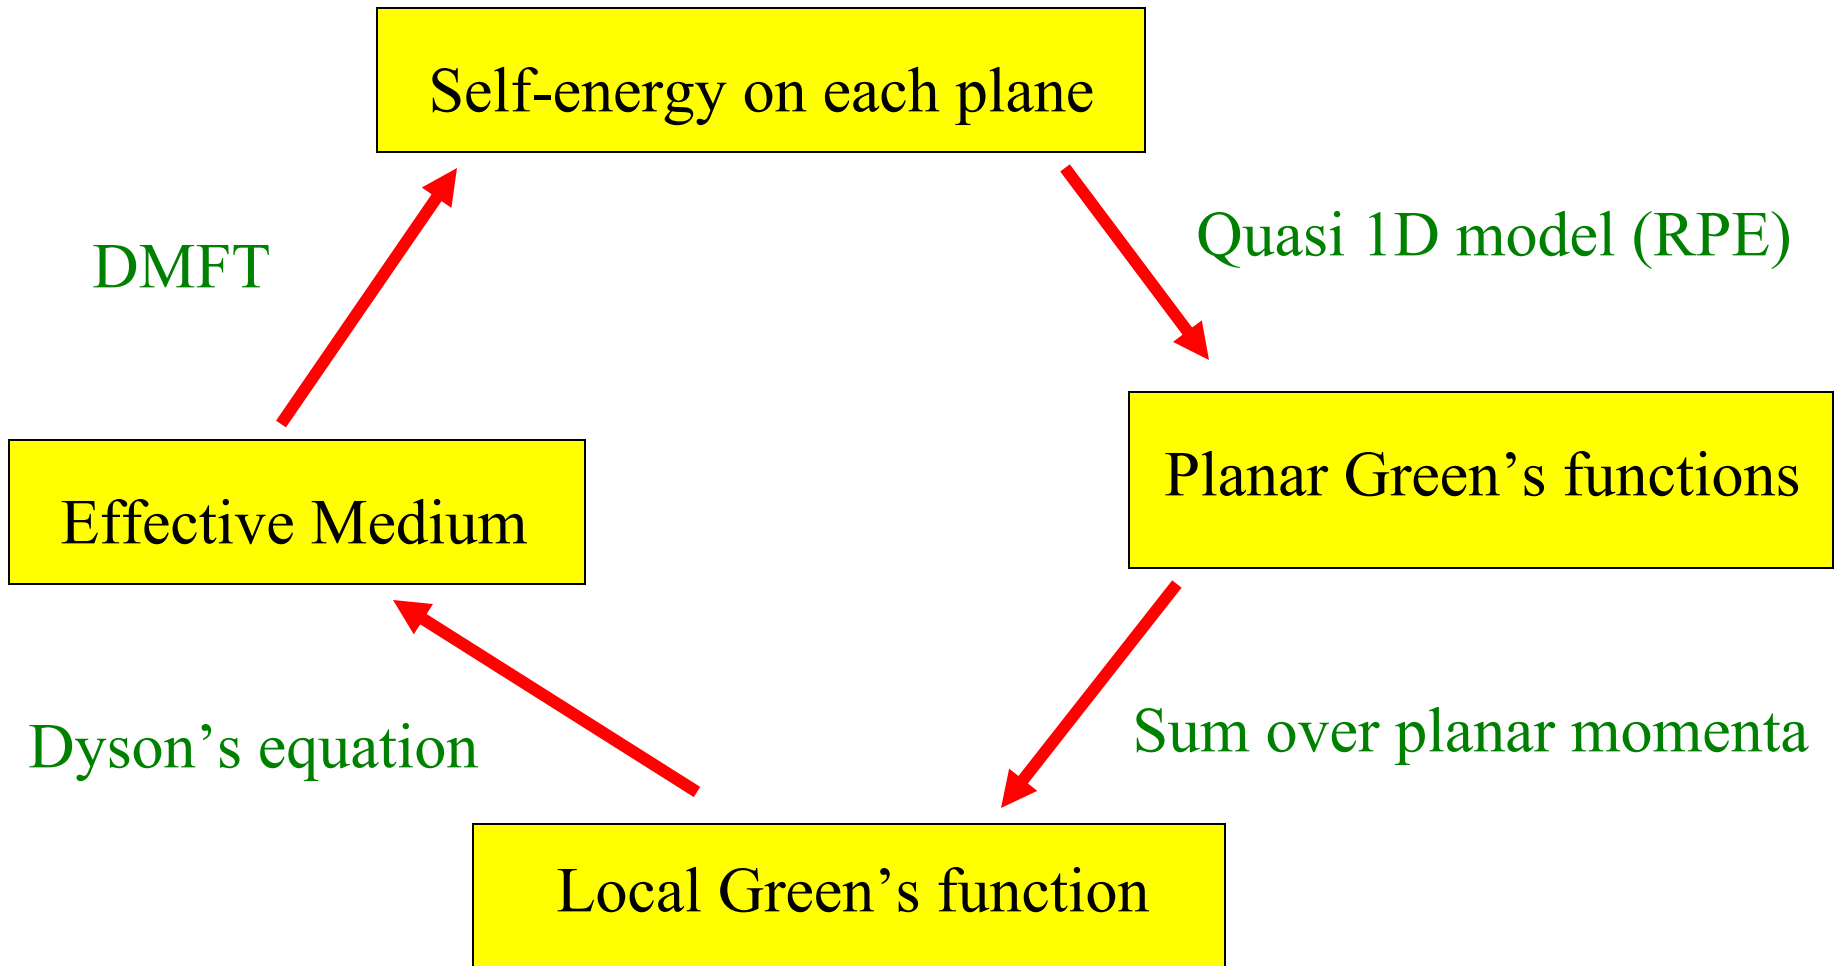 Self-energy on each plane
DMFT
Quasi 1D model (RPE)
Planar Green’s functions
Effective Medium
Sum over planar momenta
Dyson’s equation
Local Green’s function